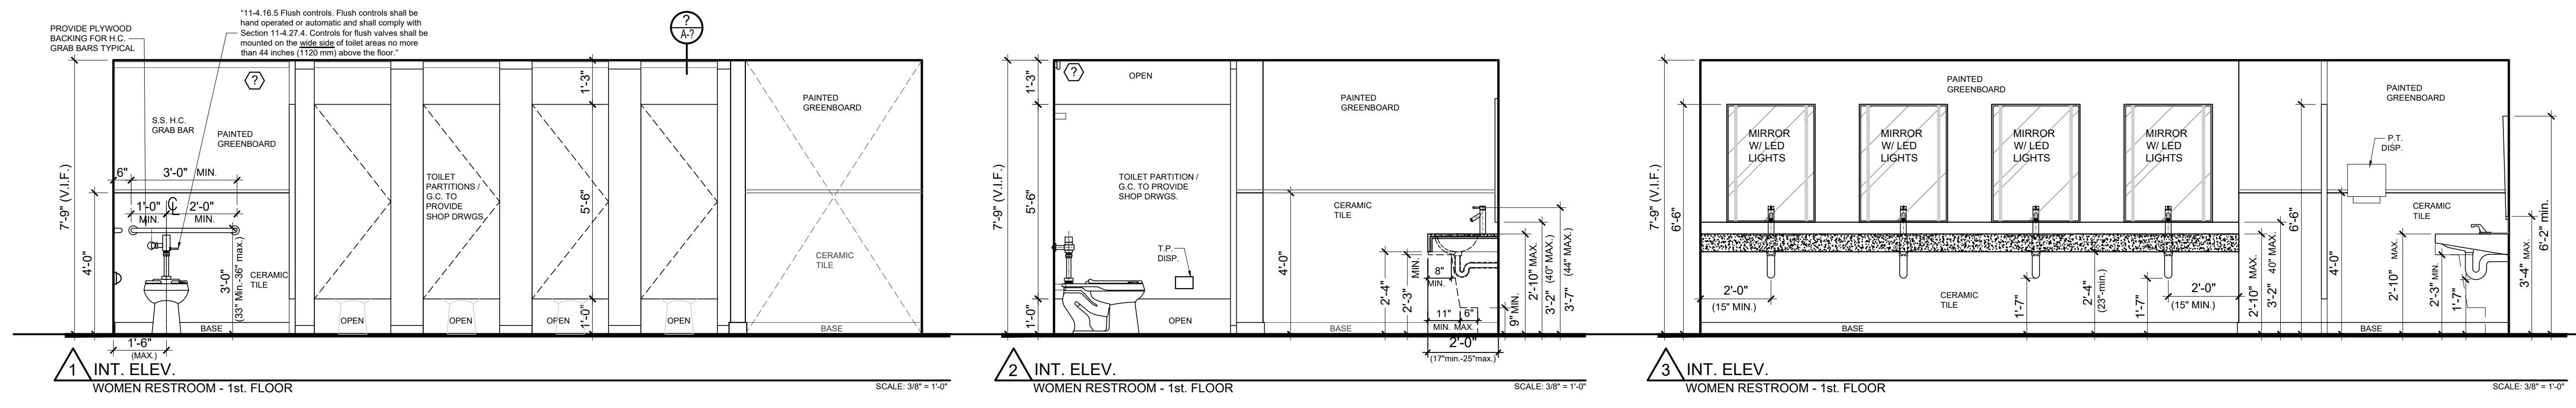 PROVIDE PLYWOOD
BACKING FOR H.C.
GRAB BARS TYPICAL
"11-4.16.5 Flush controls. Flush controls shall be
hand operated or automatic and shall comply with
Section 11-4.27.4. Controls for flush valves shall be
mounted on the wide side of toilet areas no more
than 44 inches (1120 mm) above the floor."
?
A-?
?
S.S. H.C.
GRAB BAR
PAINTED
GREENBOARD
7'-9" (V.I.F.)
4'-0"
6"
3'-0" MIN.
1'-0"
MIN.
CL
2'-0"
MIN.
3'-0"
(33" Min.-36" max.)
CERAMIC
TILE
BASE
1'-6"
(MAX.)
TOILET
PARTITIONS /
G.C. TO
PROVIDE
SHOP DRWGS.
1'-3"
5'-6"
1'-0"
OPEN
OPEN
OPEN
OPEN
PAINTED
GREENBOARD
CERAMIC
TILE
BASE
1
INT. ELEV.
WOMEN RESTROOM - 1st. FLOOR
SCALE: 3/8" = 1'-0"
7'-9" (V.I.F.)
1'-3"
5'-6"
1'-0"
?
OPEN
TOILET PARTITION /
G.C. TO PROVIDE
SHOP DRWGS.
T.P.
DISP.
OPEN
PAINTED
GREENBOARD
CERAMIC
TILE
4'-0"
BASE
2'-4"
2'-3"
MIN.
8"
MIN.
11"
MIN.
6"
MAX.
2'-0"
(17"min.-25"max.)
9" MIN.
2'-10" MAX.
3'-2" (40" MAX.)
3'-7" (44" MAX.)
2
INT. ELEV.
WOMEN RESTROOM - 1st. FLOOR
SCALE: 3/8" = 1'-0"
7'-9" (V.I.F.)
6'-6"
PAINTED
GREENBOARD
MIRROR
W/ LED
LIGHTS
MIRROR
W/ LED
LIGHTS
MIRROR
W/ LED
LIGHTS
MIRROR
W/ LED
LIGHTS
2'-0"
(15" MIN.)
CERAMIC
TILE
1'-7"
2'-4"
(23"-min.)
1'-7"
2'-0"
(15" MIN.)
BASE
2'-10" MAX.
3'-2" 40" MAX.
6'-6"
4'-0"
PAINTED
GREENBOARD
P.T.
DISP.
CERAMIC
TILE
2'-10" MAX.
2'-3" MIN.
1'-7"
BASE
3'-4" MAX.
6'-2" min.
3
INT. ELEV.
WOMEN RESTROOM - 1st. FLOOR
SCALE: 3/8" = 1'-0"